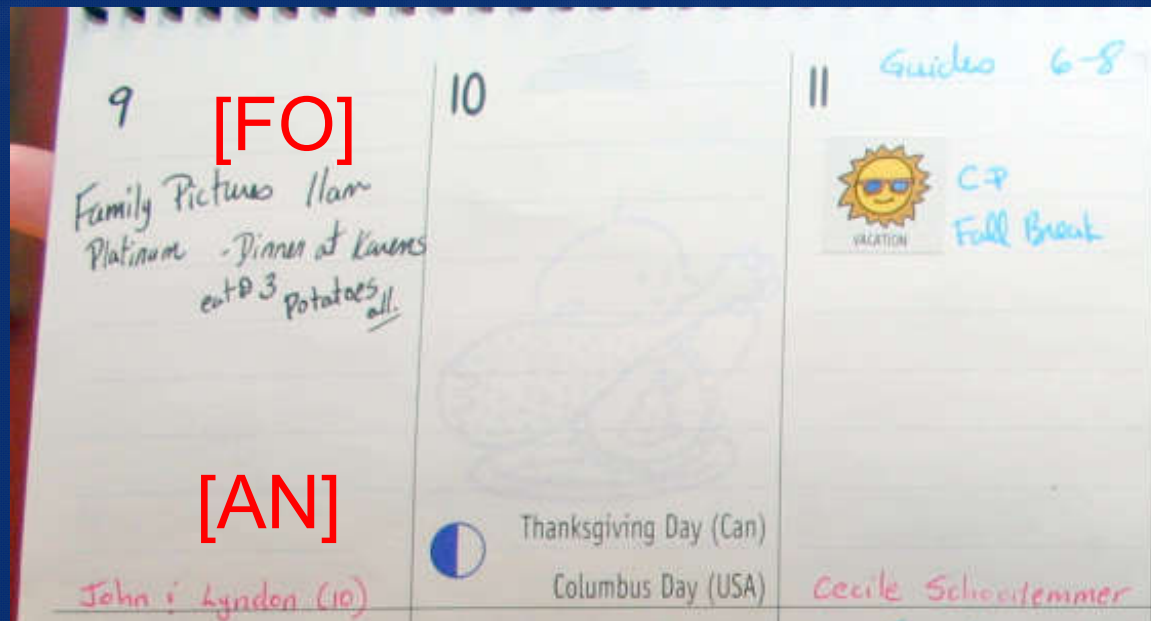 9
[FO]
Family Pictures 11am
Platinum - Dinner at Karens
eat @ 3 potatoes all.
[AN]
John & Lyndon (10)
10
Thanksgiving Day (Can)
Columbus Day (USA)
11
Guides 6-8
VACATION
CP
Fall Break
Cecile